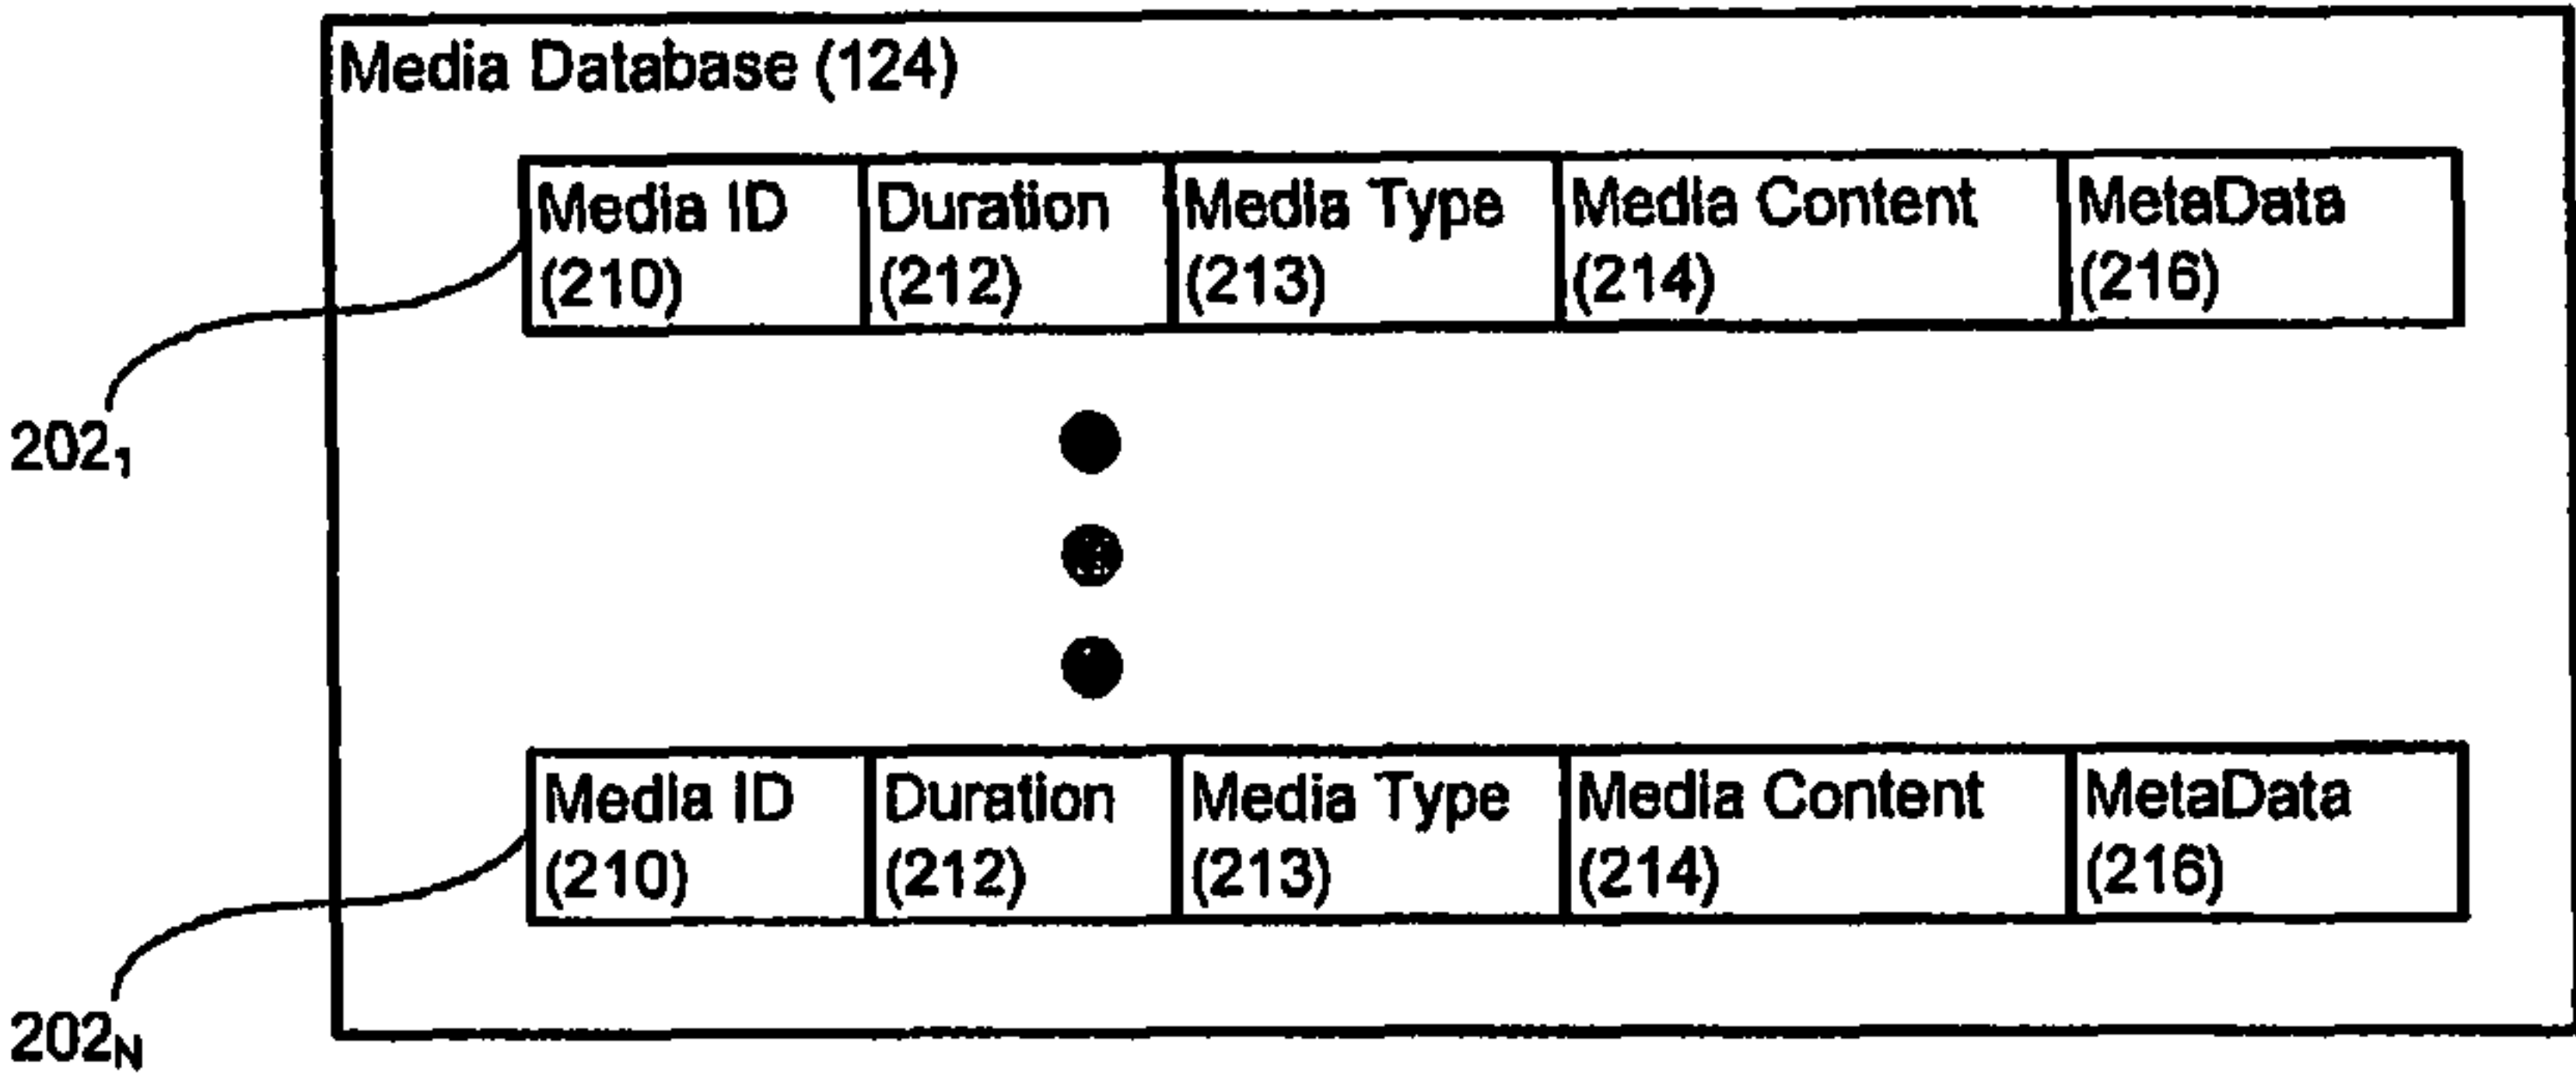 Media Database (124)
Media ID Duration Media Type Media Content MetaData
(210) (212) (213) (214) (216)
202₁
Media ID Duration Media Type Media Content MetaData
(210) (212) (213) (214) (216)
202N